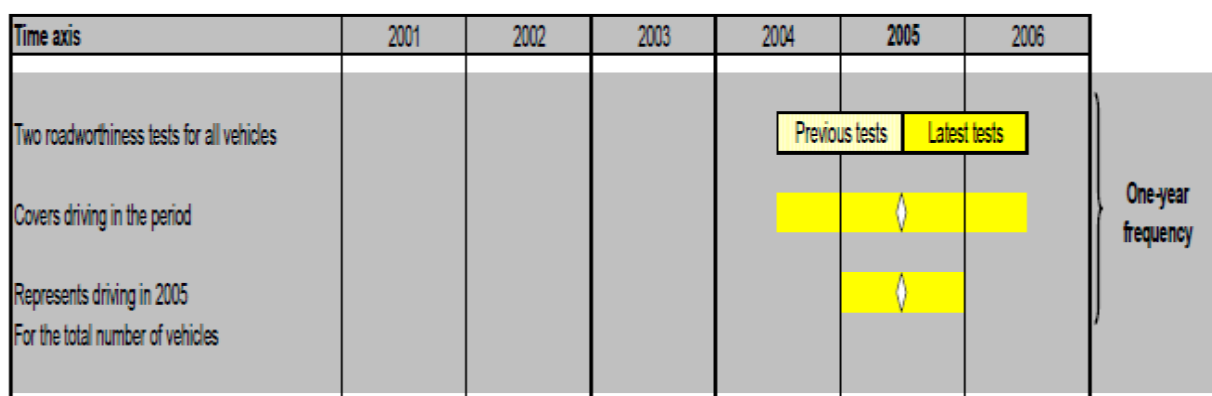 Time axis 2001 2002 2003 2004 2005 2006
Two roadworthiness tests for all vehicles Previous tests Latest tests
Covers driving in the period
One-year
frequency
Represents driving in 2005
For the total number of vehicles